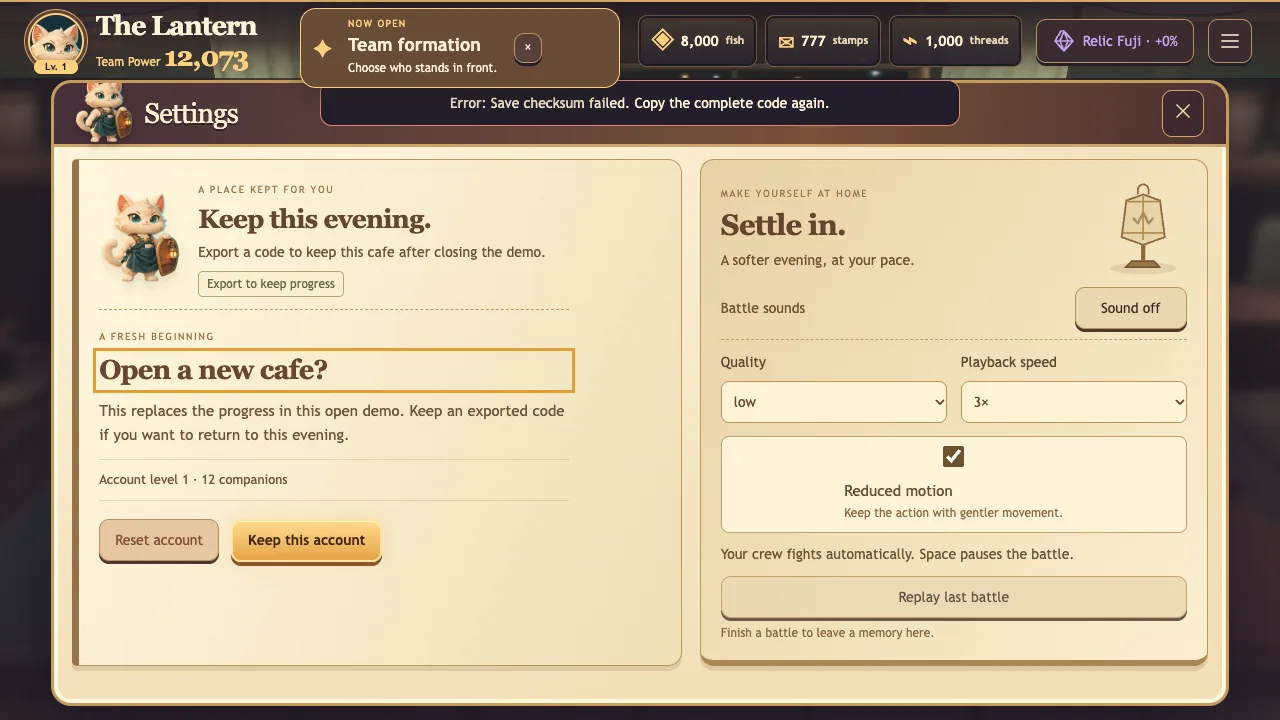 The Lantern
Team Power 12,073
Lv. 1
NOW OPEN
Team formation
Choose who stands in front.
×
8,000 fish
777 stamps
1,000 threads
Relic Fuji · +0%
Settings
Error: Save checksum failed. Copy the complete code again.
A PLACE KEPT FOR YOU
Keep this evening.
Export a code to keep this cafe after closing the demo.
Export to keep progress
A FRESH BEGINNING
Open a new cafe?
This replaces the progress in this open demo. Keep an exported code
if you want to return to this evening.
Account level 1 · 12 companions
Reset account
Keep this account
MAKE YOURSELF AT HOME
Settle in.
A softer evening, at your pace.
Battle sounds
Sound off
Quality
Playback speed
low
3×
Reduced motion
Keep the action with gentler movement.
Your crew fights automatically. Space pauses the battle.
Replay last battle
Finish a battle to leave a memory here.